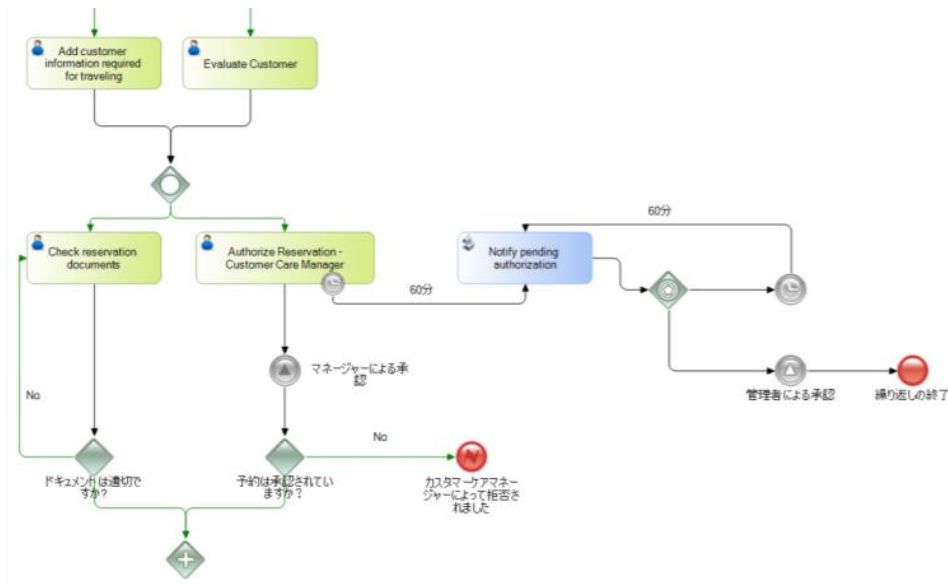 Add customer
information required
for traveling
Evaluate Customer
60分
Check reservation
documents
Authorize Reservation -
Customer Care Manager
Notify pending
authorization
60分
マネージャーによる承
認
No
管理者による承認
繰り返しの終了
No
ドキュメントは適切で
すか?
予約は承認されてい
ますか?
カスタマーケアマネー
ジャーによって拒否さ
れました